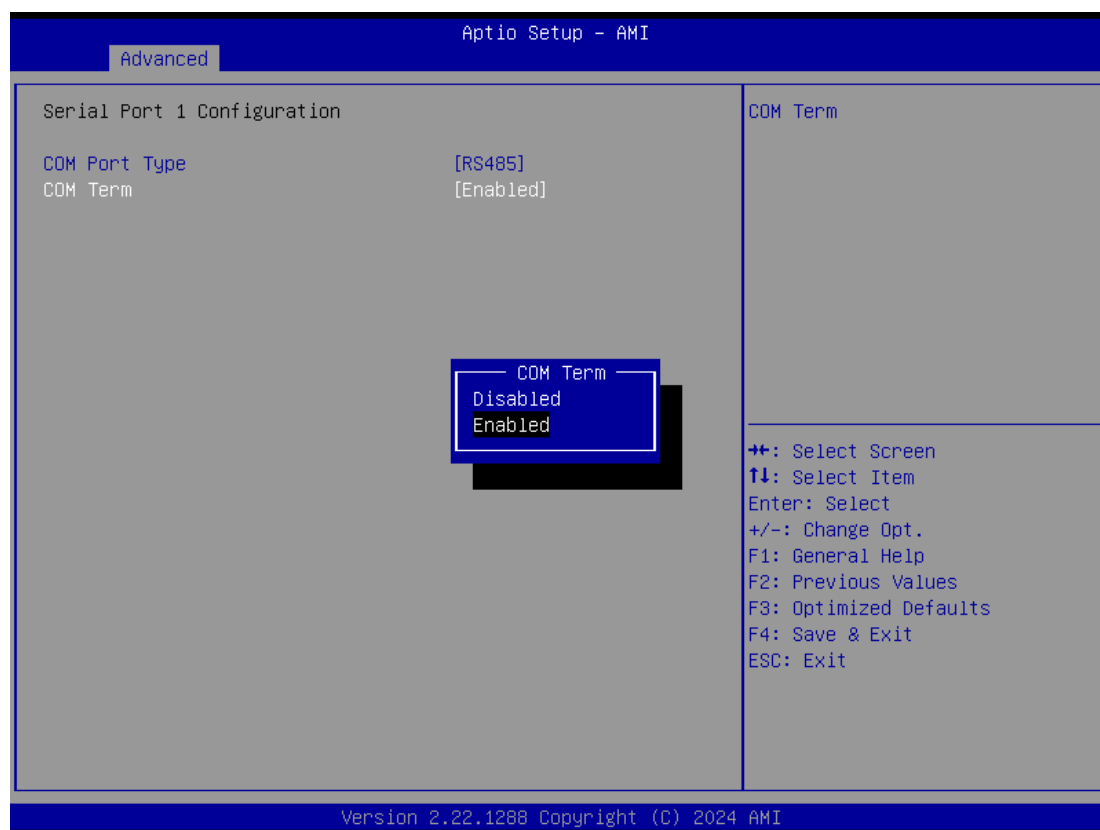 Aptio Setup – AMI
Advanced
Serial Port 1 Configuration
COM Port Type [RS485]
COM Term [Enabled]
COM Term
Disabled
Enabled
COM Term
→←: Select Screen
↑↓: Select Item
Enter: Select
+/-: Change Opt.
F1: General Help
F2: Previous Values
F3: Optimized Defaults
F4: Save & Exit
ESC: Exit
Version 2.22.1288 Copyright (C) 2024 AMI